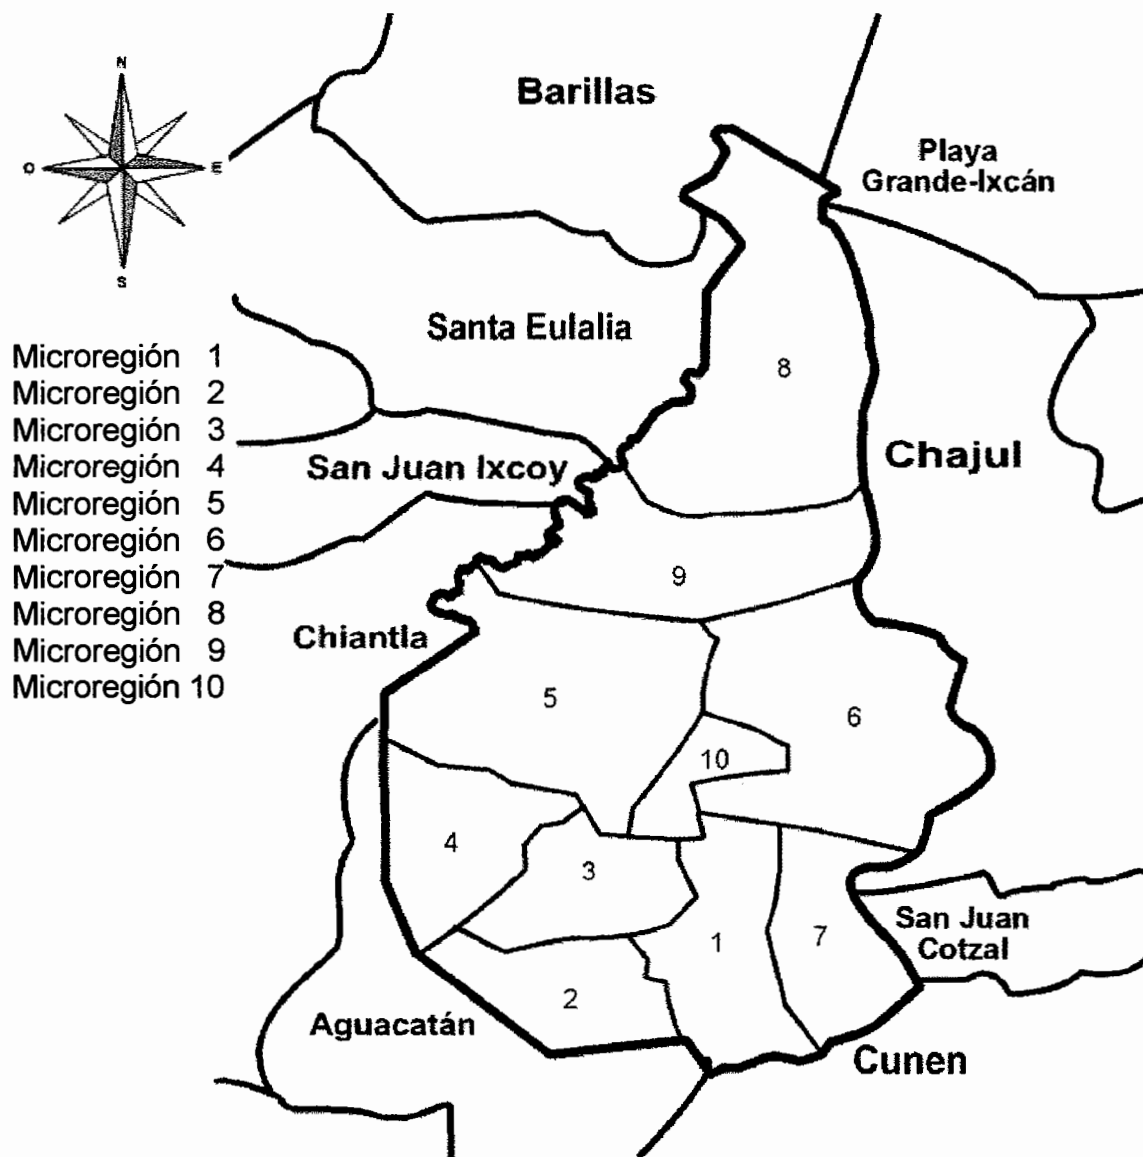 N
O
E
S
Barillas
Playa
Grande-Ixcán
Santa Eulalia
Microregión 1
Microregión 2
Microregión 3
Microregión 4
Microregión 5
Microregión 6
Microregión 7
Microregión 8
Microregión 9
Microregión 10
8
Chajul
San Juan Ixcoy
9
Chiantla
5
6
10
4
3
San Juan
Cotzal
1
7
2
Aguacatán
Cunen